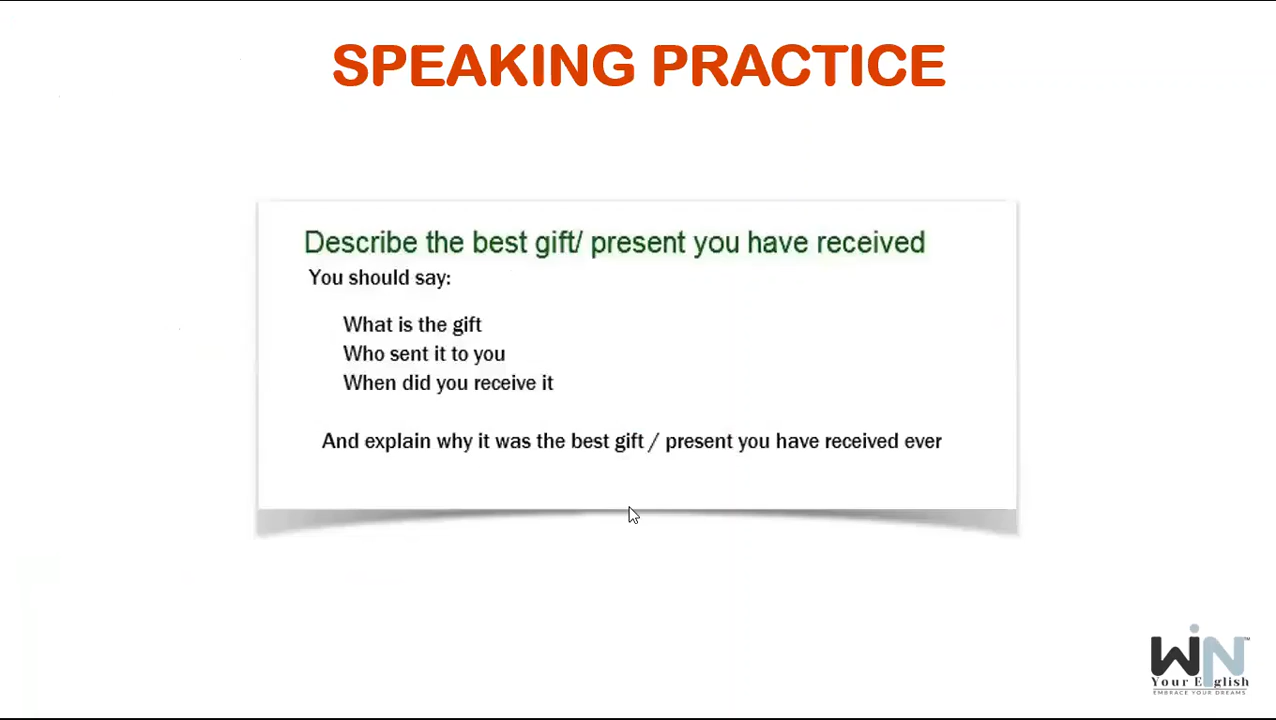 SPEAKING PRACTICE
Describe the best gift/ present you have received
You should say:
What is the gift
Who sent it to you
When did you receive it
And explain why it was the best gift / present you have received ever
WiN™
Your English
EMBRACE YOUR DREAMS